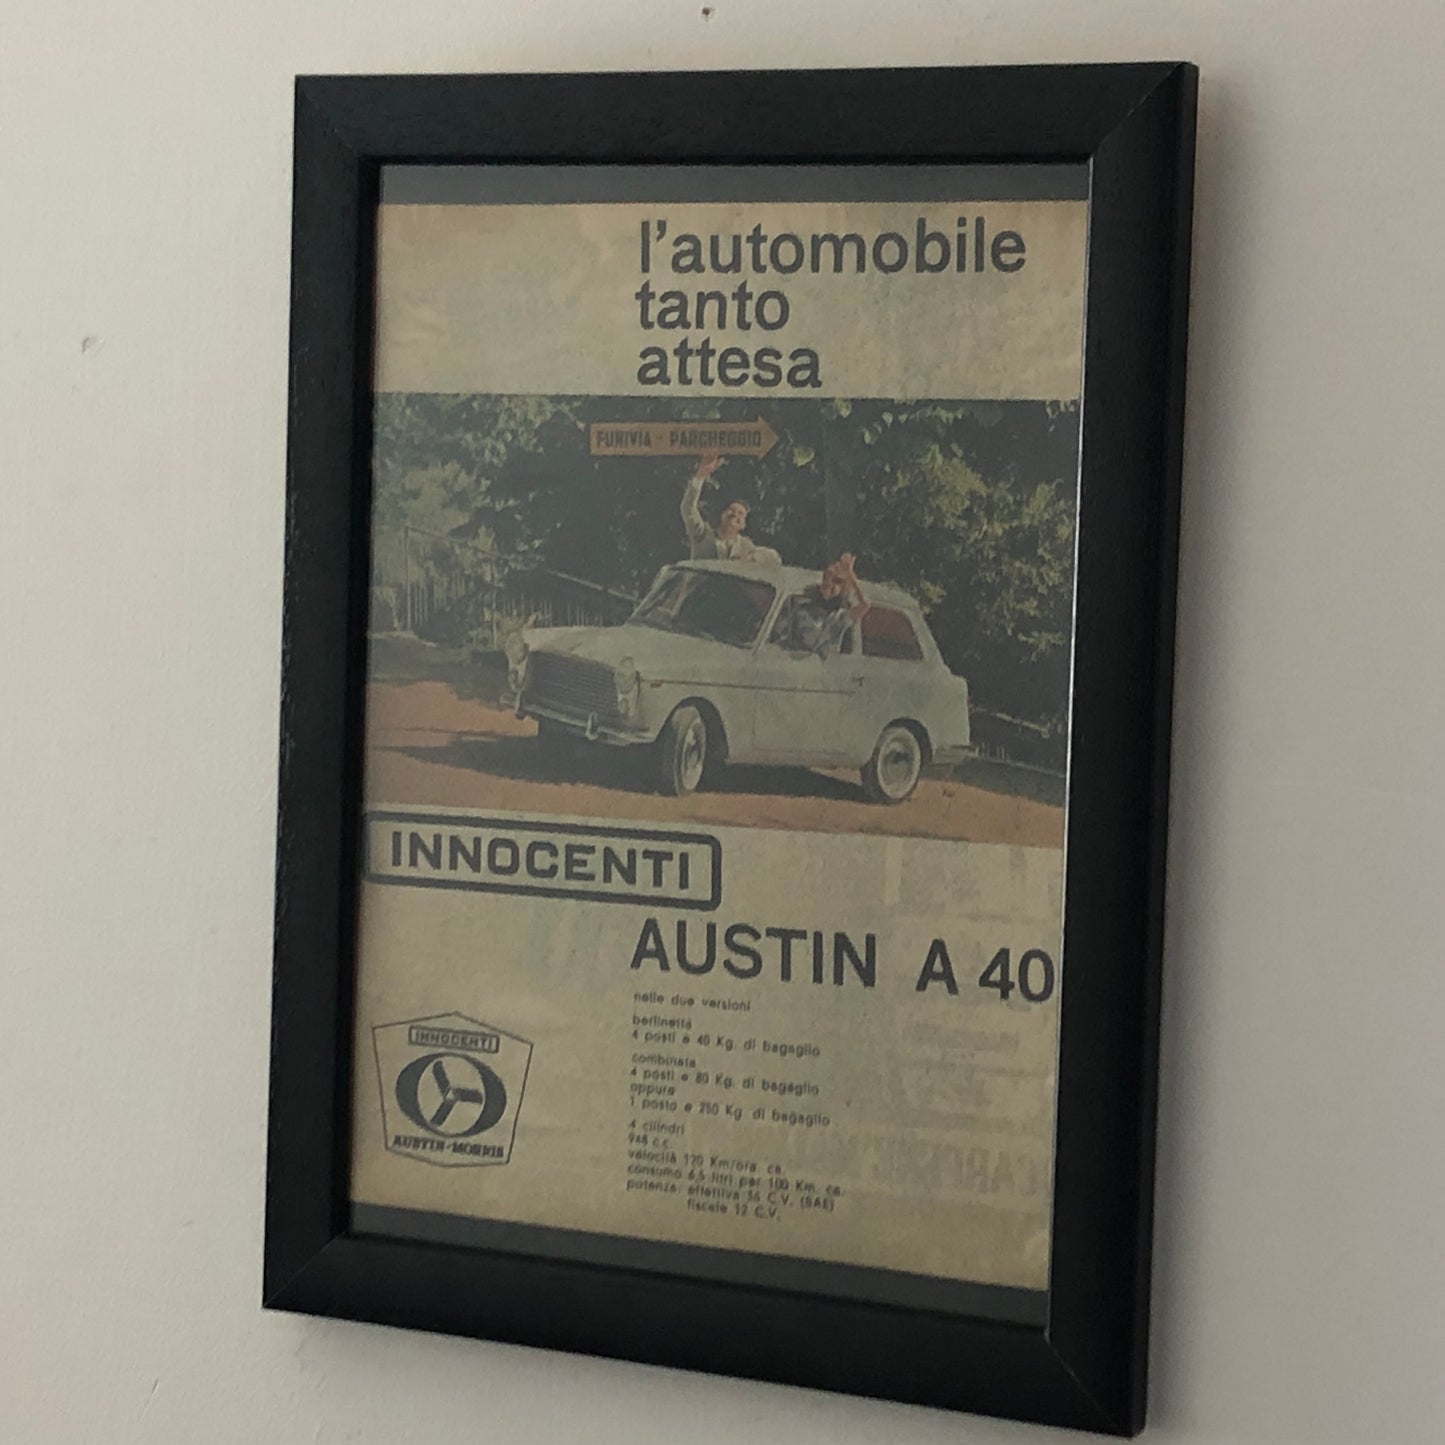 l'automobile
tanto
attesa
FUNIVIA - PARCHEGGIO
INNOCENTI
AUSTIN A 40
nelle due versioni
berlinetta
4 posti e 40 Kg. di bagaglio
combinata
4 posti e 80 Kg. di bagaglio
oppure
1 posto e 250 Kg. di bagaglio
4 cilindri
948 c.c.
velocità 120 Km/ora. ca.
consumo 6,5 litri per 100 Km. ca.
potenza: effettiva 36 C.V. (SAE)
fiscale 12 C.V.
INNOCENTI
AUSTIN-MORRIS